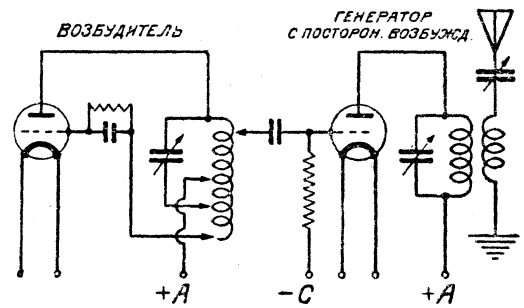 ВОЗБУДИТЕЛЬ
ГЕНЕРАТОР
С ПОСТОРОН. ВОЗБУЖД.
+А
-С
+А